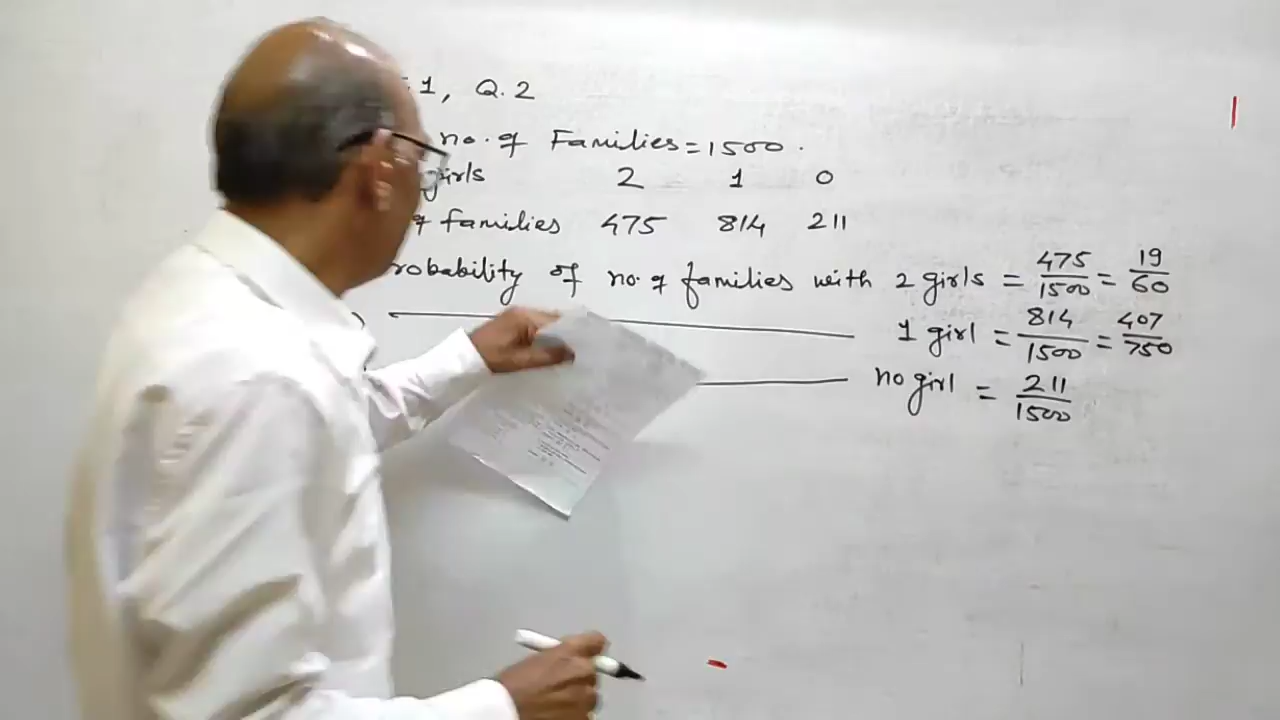 1, Q.2
no. of Families = 1500.
girls 2 1 0
of families 475 814 211
robability of no. of families with 2 girls = 475/1500 = 19/60
1 girl = 814/1500 = 407/750
no girl = 211/1500